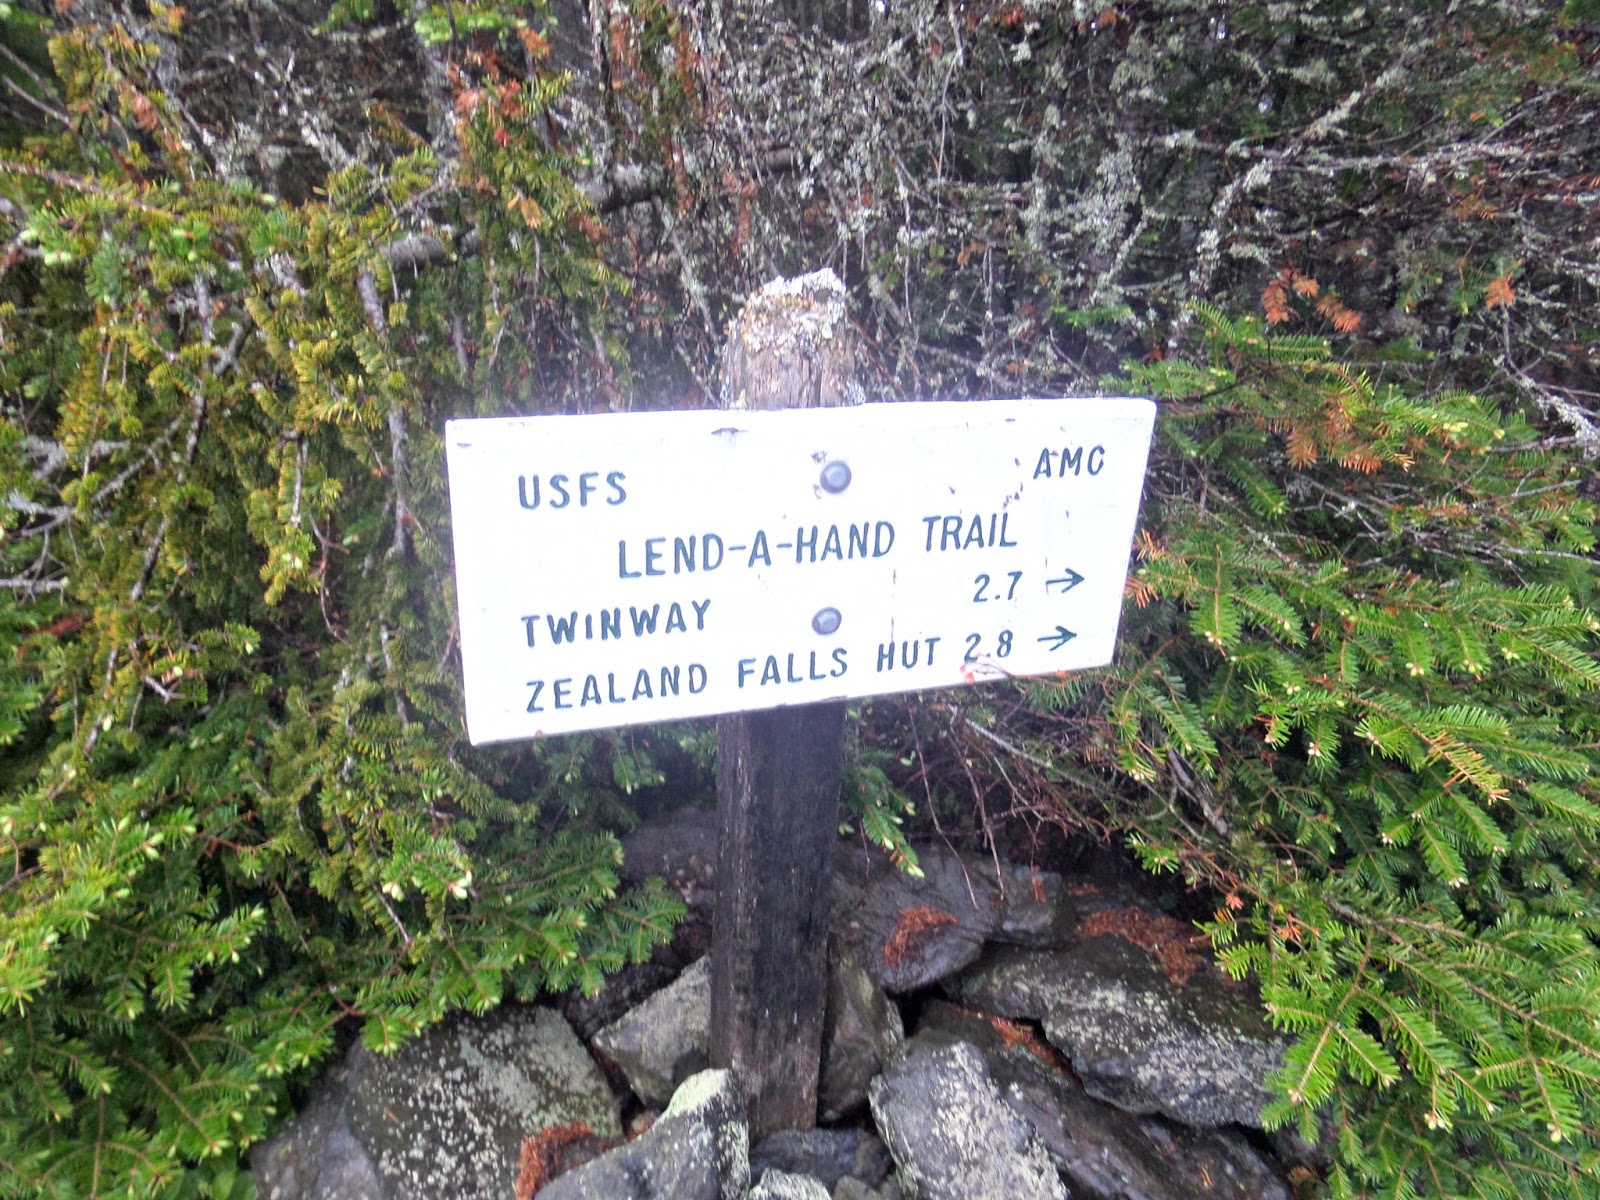 USFS AMC
LEND-A-HAND TRAIL
TWINWAY 2.7 →
ZEALAND FALLS HUT 2.8 →